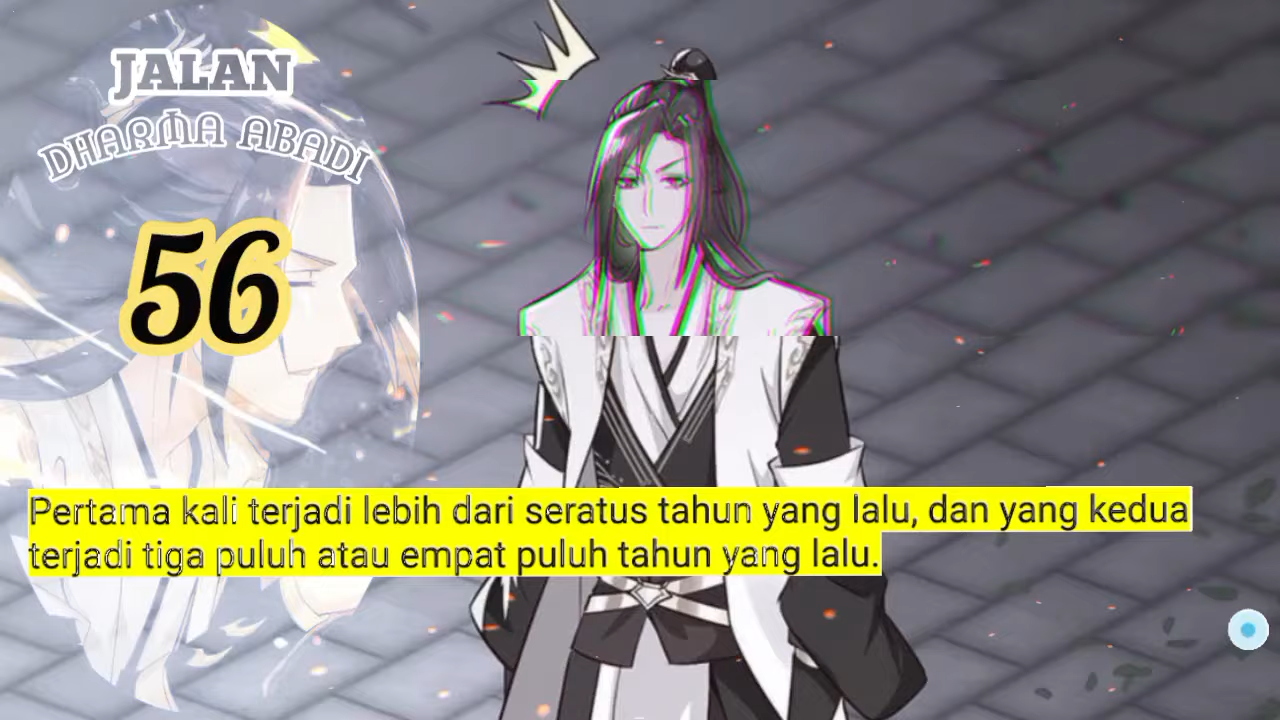 JALAN
DHARMA ABADI
56
Pertama kali terjadi lebih dari seratus tahun yang lalu, dan yang kedua
terjadi tiga puluh atau empat puluh tahun yang lalu.